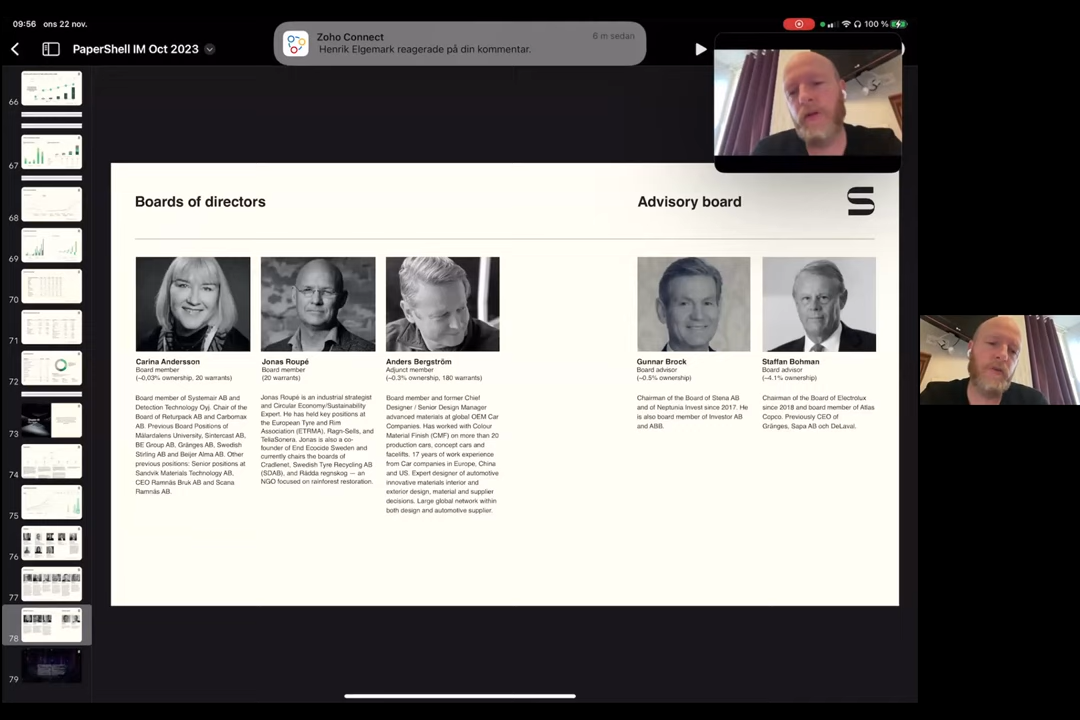 09:56 ons 22 nov.
100 %
PaperShell IM Oct 2023
Zoho Connect
6 m sedan
Henrik Elgemark reagerade på din kommentar.
66
67
68
69
70
71
72
73
74
75
76
77
78
79
Boards of directors
Advisory board
S
Carina Andersson
Board member
(~0,03% ownership, 20 warrants)
Board member of Systemair AB and
Detection Technology Oyj. Chair of the
Board of Returpack AB and Carbomax
AB. Previous Board Positions of
Mälardalens University, Sintercast AB,
BE Group AB, Gränges AB, Swedish
Stirling AB and Beijer Alma AB. Other
previous positions: Senior positions at
Sandvik Materials Technology AB,
CEO Ramnäs Bruk AB and Scana
Ramnäs AB.
Jonas Roupé
Board member
(20 warrants)
Jonas Roupé is an industrial strategist
and Circular Economy/Sustainability
Expert. He has held key positions at
the European Tyre and Rim
Association (ETRMA), Ragn-Sells, and
TeliaSonera. Jonas is also a co-
founder of End Ecocide Sweden and
currently chairs the boards of
Cradlenet, Swedish Tyre Recycling AB
(SDAB), and Rädda regnskog — an
NGO focused on rainforest restoration.
Anders Bergström
Adjunct member
(~0.3% ownership, 180 warrants)
Board member and former Chief
Designer / Senior Design Manager
advanced materials at global OEM Car
Companies. Has worked with Colour
Material Finish (CMF) on more than 20
production cars, concept cars and
facelifts. 17 years of work experience
from Car companies in Europe, China
and US. Expert designer of automotive
innovative materials interior and
exterior design, material and supplier
decisions. Large global network within
both design and automotive supplier.
Gunnar Brock
Board advisor
(~0.5% ownership)
Chairman of the Board of Stena AB
and of Neptunia Invest since 2017. He
is also board member of Investor AB
and ABB.
Staffan Bohman
Board advisor
(~4.1% ownership)
Chairman of the Board of Electrolux
since 2018 and board member of Atlas
Copco. Previously CEO of
Gränges, Sapa AB och DeLaval.